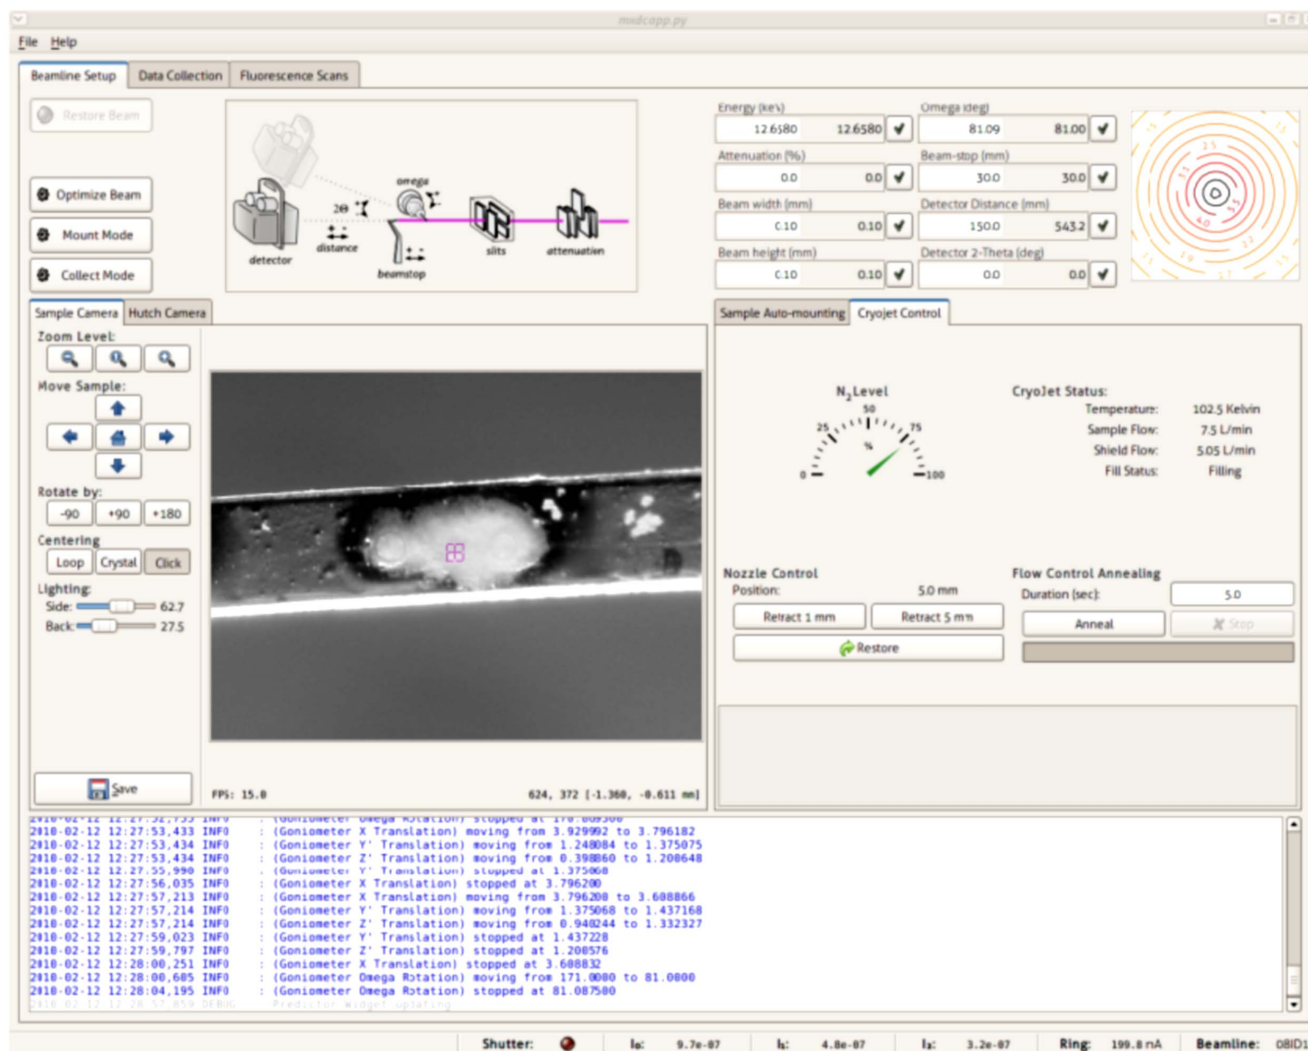 mxdcapp.py
File Help
Beamline Setup Data Collection Fluorescence Scans
Restore Beam
Optimize Beam
Mount Mode
Collect Mode
omega
2θ
distance
detector
beamstop
slits
attenuation
Energy (keV) Omega (deg)
12.6580 12.6580 81.09 81.00
Attenuation (%) Beam-stop (mm)
0.0 0.0 30.0 30.0
Beam width (mm) Detector Distance (mm)
0.10 0.10 150.0 543.2
Beam height (mm) Detector 2-Theta (deg)
0.10 0.10 0.0 0.0
Sample Camera Hutch Camera
Zoom Level:
Move Sample:
Rotate by:
-90 +90 +180
Centering
Loop Crystal Click
Lighting:
Side: 62.7
Back: 27.5
Save
FPS: 15.0 624, 372 [-1.360, -0.611 mm]
Sample Auto-mounting Cryojet Control
N2 Level
0 25 50 75 100
%
CryoJet Status:
Temperature: 102.5 Kelvin
Sample Flow: 7.5 L/min
Shield Flow: 5.05 L/min
Fill Status: Filling
Nozzle Control
Position: 5.0 mm
Retract 1 mm Retract 5 mm
Restore
Flow Control Annealing
Duration (sec): 5.0
Anneal Stop
2010-02-12 12:27:53,433 INFO : (Goniometer X Translation) moving from 3.929992 to 3.796182
2010-02-12 12:27:53,434 INFO : (Goniometer Y' Translation) moving from 1.248084 to 1.375075
2010-02-12 12:27:53,434 INFO : (Goniometer Z' Translation) moving from 0.398860 to 1.200648
2010-02-12 12:27:55,990 INFO : (Goniometer Y' Translation) stopped at 1.375068
2010-02-12 12:27:56,035 INFO : (Goniometer X Translation) stopped at 3.796200
2010-02-12 12:27:57,213 INFO : (Goniometer X Translation) moving from 3.796200 to 3.608866
2010-02-12 12:27:57,214 INFO : (Goniometer Y' Translation) moving from 1.375068 to 1.437168
2010-02-12 12:27:57,214 INFO : (Goniometer Z' Translation) moving from 0.940244 to 1.332327
2010-02-12 12:27:59,023 INFO : (Goniometer Y' Translation) stopped at 1.437228
2010-02-12 12:27:59,797 INFO : (Goniometer Z' Translation) stopped at 1.200576
2010-02-12 12:28:00,251 INFO : (Goniometer X Translation) stopped at 3.608832
2010-02-12 12:28:00,605 INFO : (Goniometer Omega Rotation) moving from 171.0000 to 81.0000
2010-02-12 12:28:04,195 INFO : (Goniometer Omega Rotation) stopped at 81.087500
2010-02-12 12:28:57,859 DEBUG Predictor Widget updating
Shutter: I0: 9.7e-07 I1: 4.8e-07 I2: 3.2e-07 Ring: 199.8 mA Beamline: 08ID1